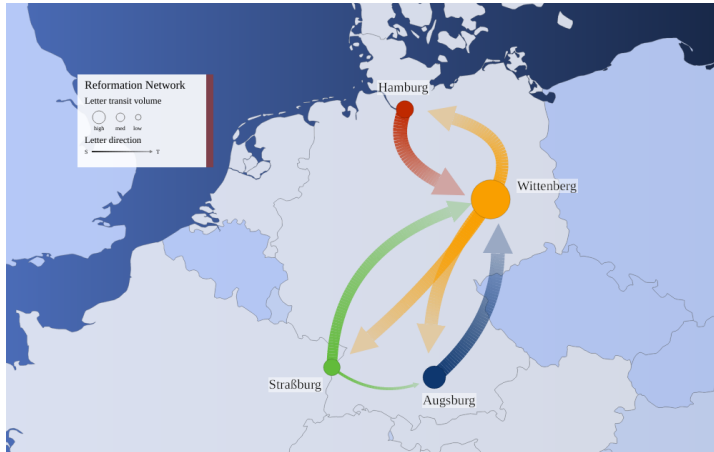 Hamburg
Reformation Network
Letter transit volume
high med low
Letter direction
S T
Wittenberg
Straßburg
Augsburg